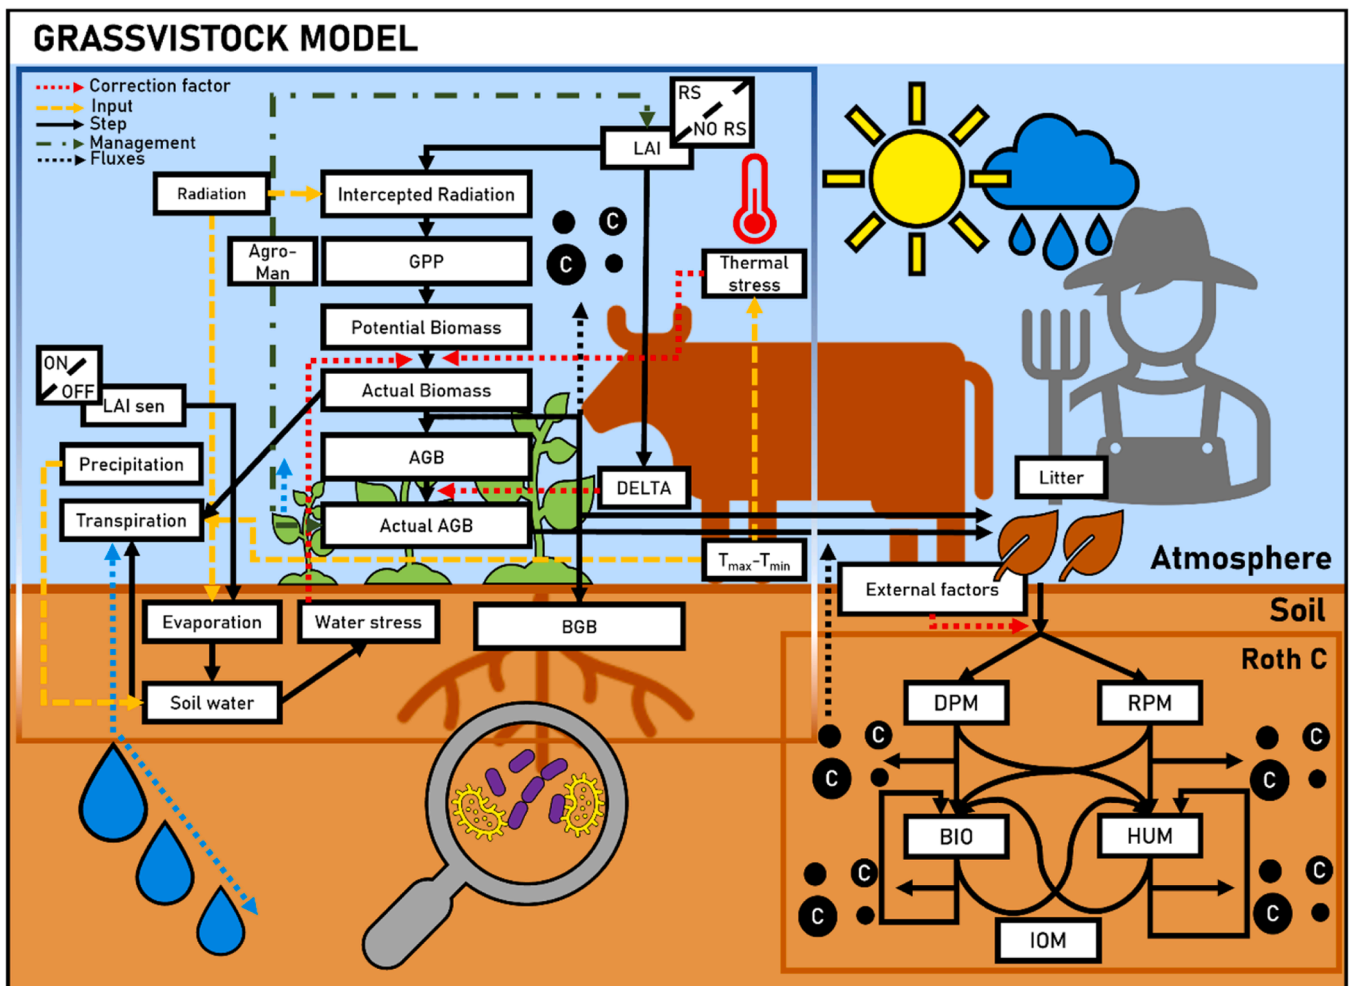 GRASSVISTOCK MODEL
Correction factor
Input
Step
Management
Fluxes
RS
NO RS
LAI
Radiation
Intercepted Radiation
C
Agro-
Man
GPP
C
Thermal
stress
Potential Biomass
ON
OFF
LAI sen
Actual Biomass
Precipitation
AGB
DELTA
Litter
Transpiration
Actual AGB
Tmax-Tmin
Atmosphere
External factors
Soil
Evaporation
Water stress
BGB
Roth C
Soil water
DPM
RPM
C
C
C
C
BIO
HUM
C
C
C
C
IOM